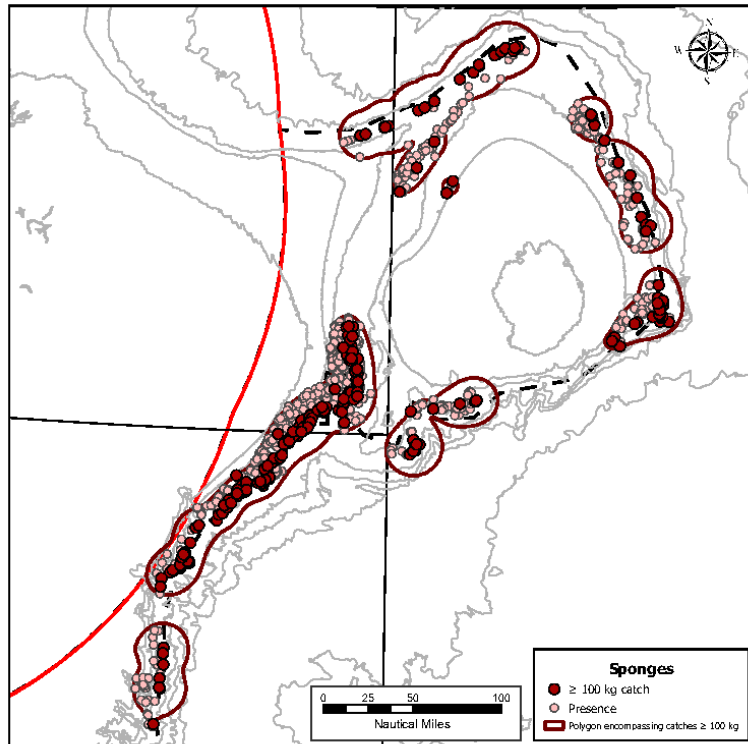 N
W E
S
Sponges
≥ 100 kg catch
Presence
Polygon encompassing catches ≥ 100 kg
0 25 50 100
Nautical Miles